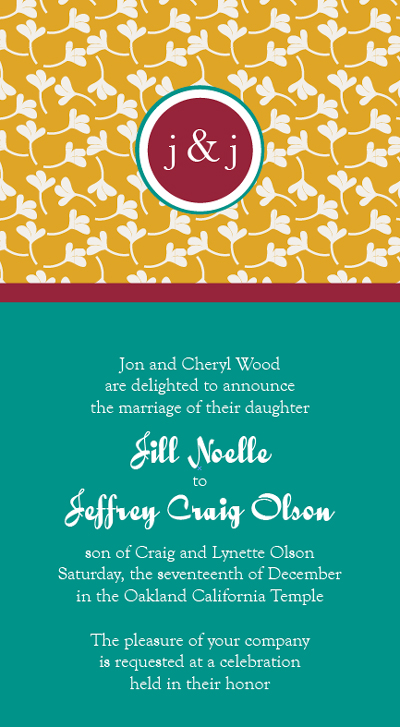 j & j
Jon and Cheryl Wood
are delighted to announce
the marriage of their daughter
Jill Noelle
to
Jeffrey Craig Olson
son of Craig and Lynette Olson
Saturday, the seventeenth of December
in the Oakland California Temple
The pleasure of your company
is requested at a celebration
held in their honor